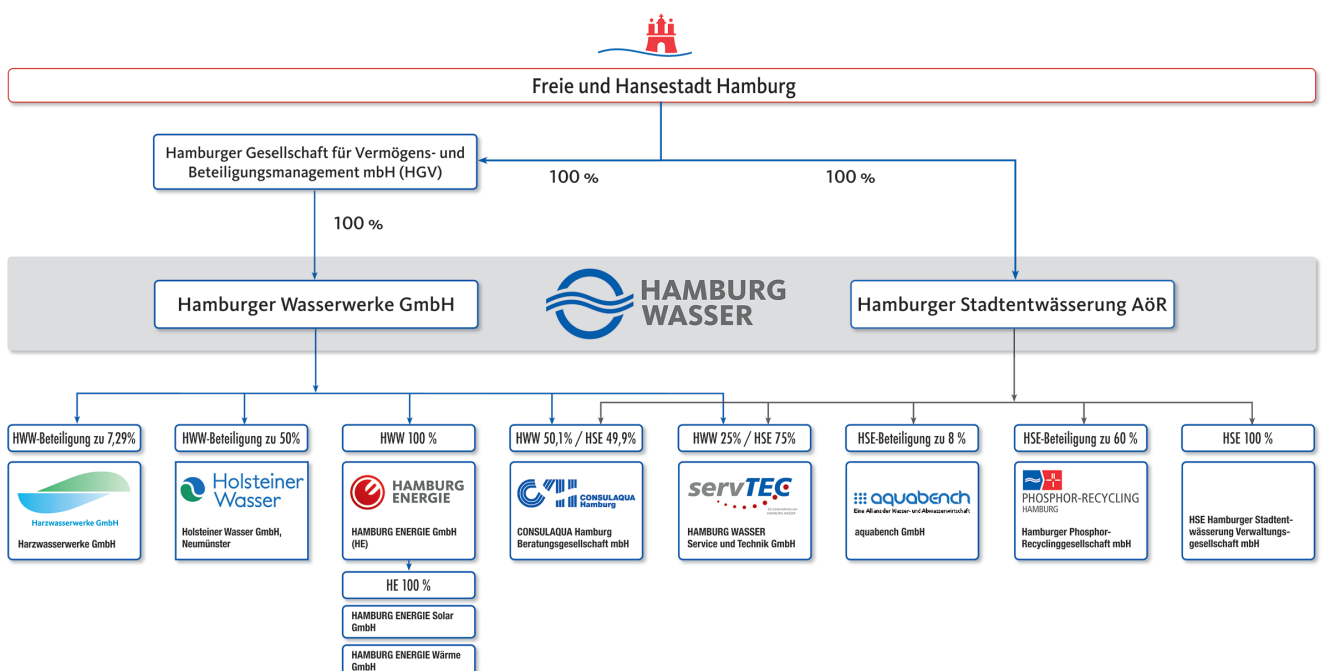 Freie und Hansestadt Hamburg
Hamburger Gesellschaft für Vermögens- und
Beteiligungsmanagement mbH (HGV)
100 %
100 %
100 %
Hamburger Wasserwerke GmbH
HAMBURG
WASSER
Hamburger Stadtentwässerung AöR
HWW-Beteiligung zu 7,29%
Harzwasserwerke GmbH
Harzwasserwerke GmbH
HWW-Beteiligung zu 50%
Holsteiner
Wasser
Holsteiner Wasser GmbH,
Neumünster
HWW 100 %
HAMBURG
ENERGIE
HAMBURG ENERGIE GmbH
(HE)
HE 100 %
HAMBURG ENERGIE Solar
GmbH
HAMBURG ENERGIE Wärme
GmbH
HWW 50,1% / HSE 49,9%
CONSULAQUA
Hamburg
CONSULAQUA Hamburg
Beratungsgesellschaft mbH
HWW 25% / HSE 75%
servTEC
Ein Unternehmen von
HAMBURG WASSER
HAMBURG WASSER
Service und Technik GmbH
HSE-Beteiligung zu 8 %
aquabench
Eine Allianz der Wasser- und Abwasserwirtschaft
aquabench GmbH
HSE-Beteiligung zu 60 %
PHOSPHOR-RECYCLING
HAMBURG
Hamburger Phosphor-
Recyclinggesellschaft mbH
HSE 100 %
HSE Hamburger Stadtent-
wässerung Verwaltungs-
gesellschaft mbH